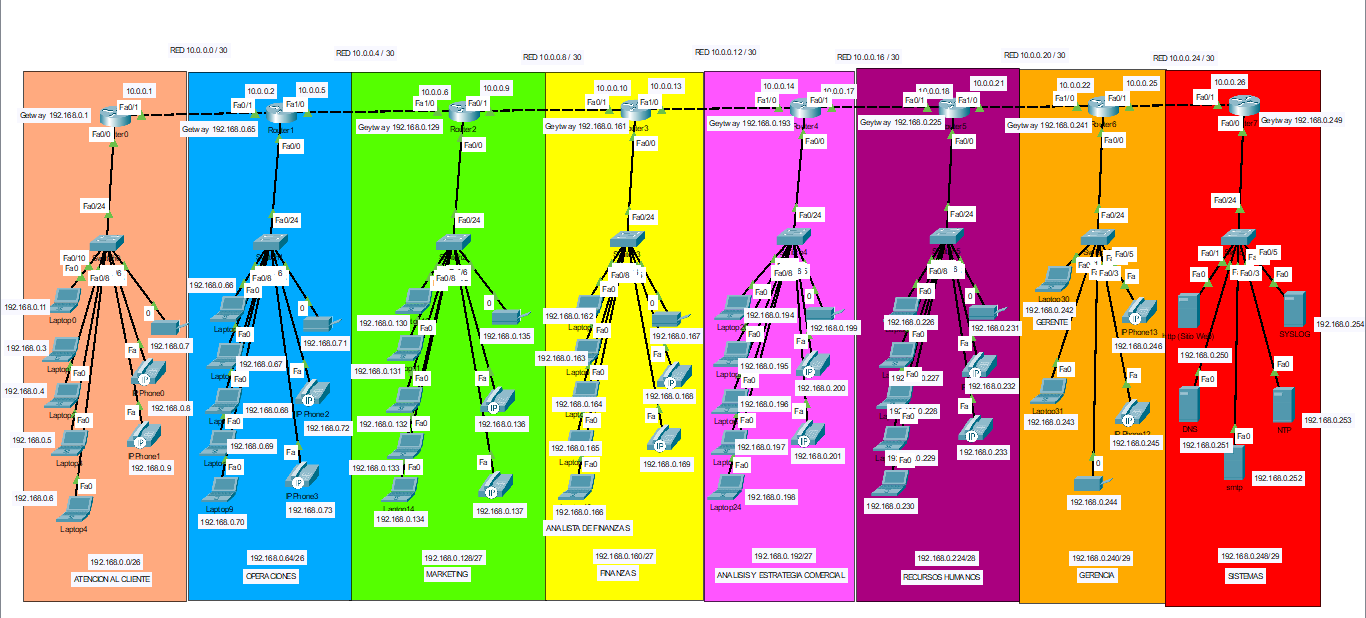 RED 10.0.0.0 / 30
RED 10.0.0.4 / 30
RED 10.0.0.8 / 30
RED 10.0.0.12 / 30
RED 10.0.0.16 / 30
RED 10.0.0.20 / 30
RED 10.0.0.24 / 30
10.0.0.1
Fa0/1
Getway 192.168.0.1
Fa0/0
Fa0/24
Fa0/10
Fa0/8
192.168.0.11
Laptop0
192.168.0.3
Fa0
192.168.0.4
Fa0
192.168.0.5
Fa0
192.168.0.6
Laptop4
0
192.168.0.7
Fa
IP Phone0
192.168.0.8
Fa
IP Phone1
192.168.0.9
192.168.0.0/26
ATENCION AL CLIENTE
10.0.0.2
10.0.0.5
Fa0/1
Fa1/0
Getway 192.168.0.65
Router1
Fa0/0
Fa0/24
Fa0/8
192.168.0.66
Fa0
Fa0
192.168.0.67
Fa0
192.168.0.68
Fa0
192.168.0.69
Fa0
Laptop9
192.168.0.70
0
192.168.0.71
Fa
IP Phone2
192.168.0.72
Fa
IP Phone3
192.168.0.73
192.168.0.64/26
OPERACIONES
10.0.0.6
10.0.0.9
Fa1/0
Fa0/1
Geytway 192.168.0.129
Router2
Fa0/0
Fa0/24
Fa0/8
192.168.0.130
Fa0
192.168.0.131
Fa0
192.168.0.132
Fa0
192.168.0.133
Fa0
Laptop14
192.168.0.134
0
192.168.0.135
Fa
192.168.0.136
Fa
192.168.0.137
192.168.0.128/27
MARKETING
10.0.0.10
10.0.0.13
Fa0/1
Fa1/0
Geytway 192.168.0.161
Fa0/0
Fa0/24
Fa0/8
Fa0
192.168.0.162
Fa0
192.168.0.163
Fa0
192.168.0.164
Fa0
192.168.0.165
Fa0
192.168.0.166
ANALISTA DE FINANZAS
0
192.168.0.167
Fa
192.168.0.168
Fa
192.168.0.169
192.168.0.160/27
FINANZAS
10.0.0.14
10.0.0.17
Fa1/0
Fa0/1
Geytway 192.168.0.193
Fa0/0
Fa0/24
Fa0/8
Fa0
192.168.0.194
Fa0
192.168.0.195
Fa0
192.168.0.196
Fa0
192.168.0.197
Fa0
192.168.0.198
Laptop24
0
192.168.0.199
Fa
192.168.0.200
Fa
192.168.0.201
192.168.0.192/27
ANALISIS Y ESTRATEGIA COMERCIAL
10.0.0.18
10.0.0.21
Fa0/1
Fa1/0
Geytway 192.168.0.225
Fa0/0
Fa0/24
Fa0/8
Fa0
192.168.0.226
Fa0
Fa0
Fa0
Fa0
192.168.0.230
0
192.168.0.231
Fa
192.168.0.232
Fa
192.168.0.233
192.168.0.224/28
RECURSOS HUMANOS
10.0.0.22
10.0.0.25
Fa1/0
Fa0/1
Geytway 192.168.0.241
Fa0/0
Fa0/24
Fa0/5
Fa0/3
Fa
Laptop30
192.168.0.242
GERENTE
IP Phone13
192.168.0.246
Fa0
Laptop31
192.168.0.243
Fa
192.168.0.245
0
192.168.0.244
192.168.0.240/29
GERENCIA
10.0.0.26
Fa0/1
Geytway 192.168.0.249
Fa0/0
Fa0/24
Fa0/1
Fa0/5
Fa0/3
Fa0
Fa0
SYSLOG
192.168.0.254
192.168.0.250
Fa0
DNS
192.168.0.251
Fa0
NTP
192.168.0.253
Fa0
smtp
192.168.0.252
192.168.0.248/29
SISTEMAS